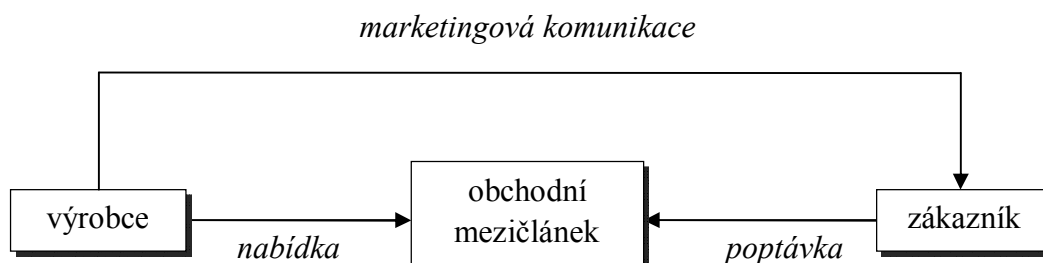 marketingová komunikace
výrobce
nabídka
obchodní
mezičlánek
poptávka
zákazník